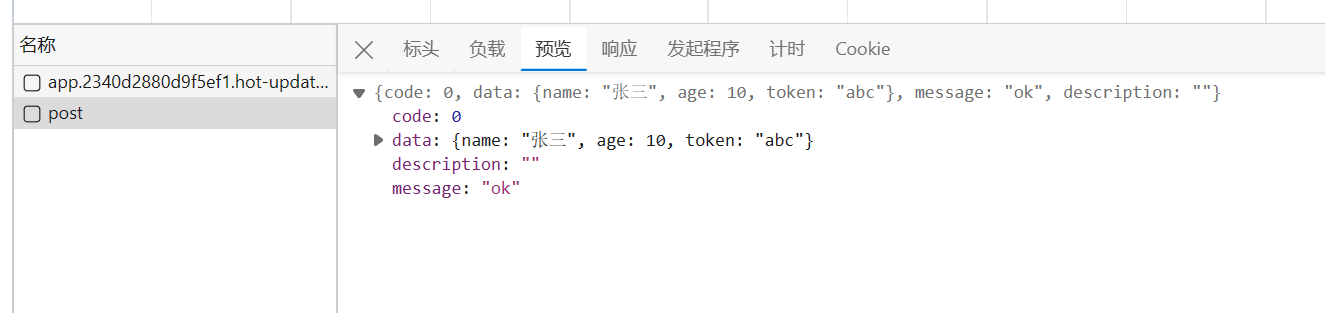 名称
app.2340d2880d9f5ef1.hot-updat...
post
标头 负载 预览 响应 发起程序 计时 Cookie
{code: 0, data: {name: "张三", age: 10, token: "abc"}, message: "ok", description: ""}
code: 0
data: {name: "张三", age: 10, token: "abc"}
description: ""
message: "ok"